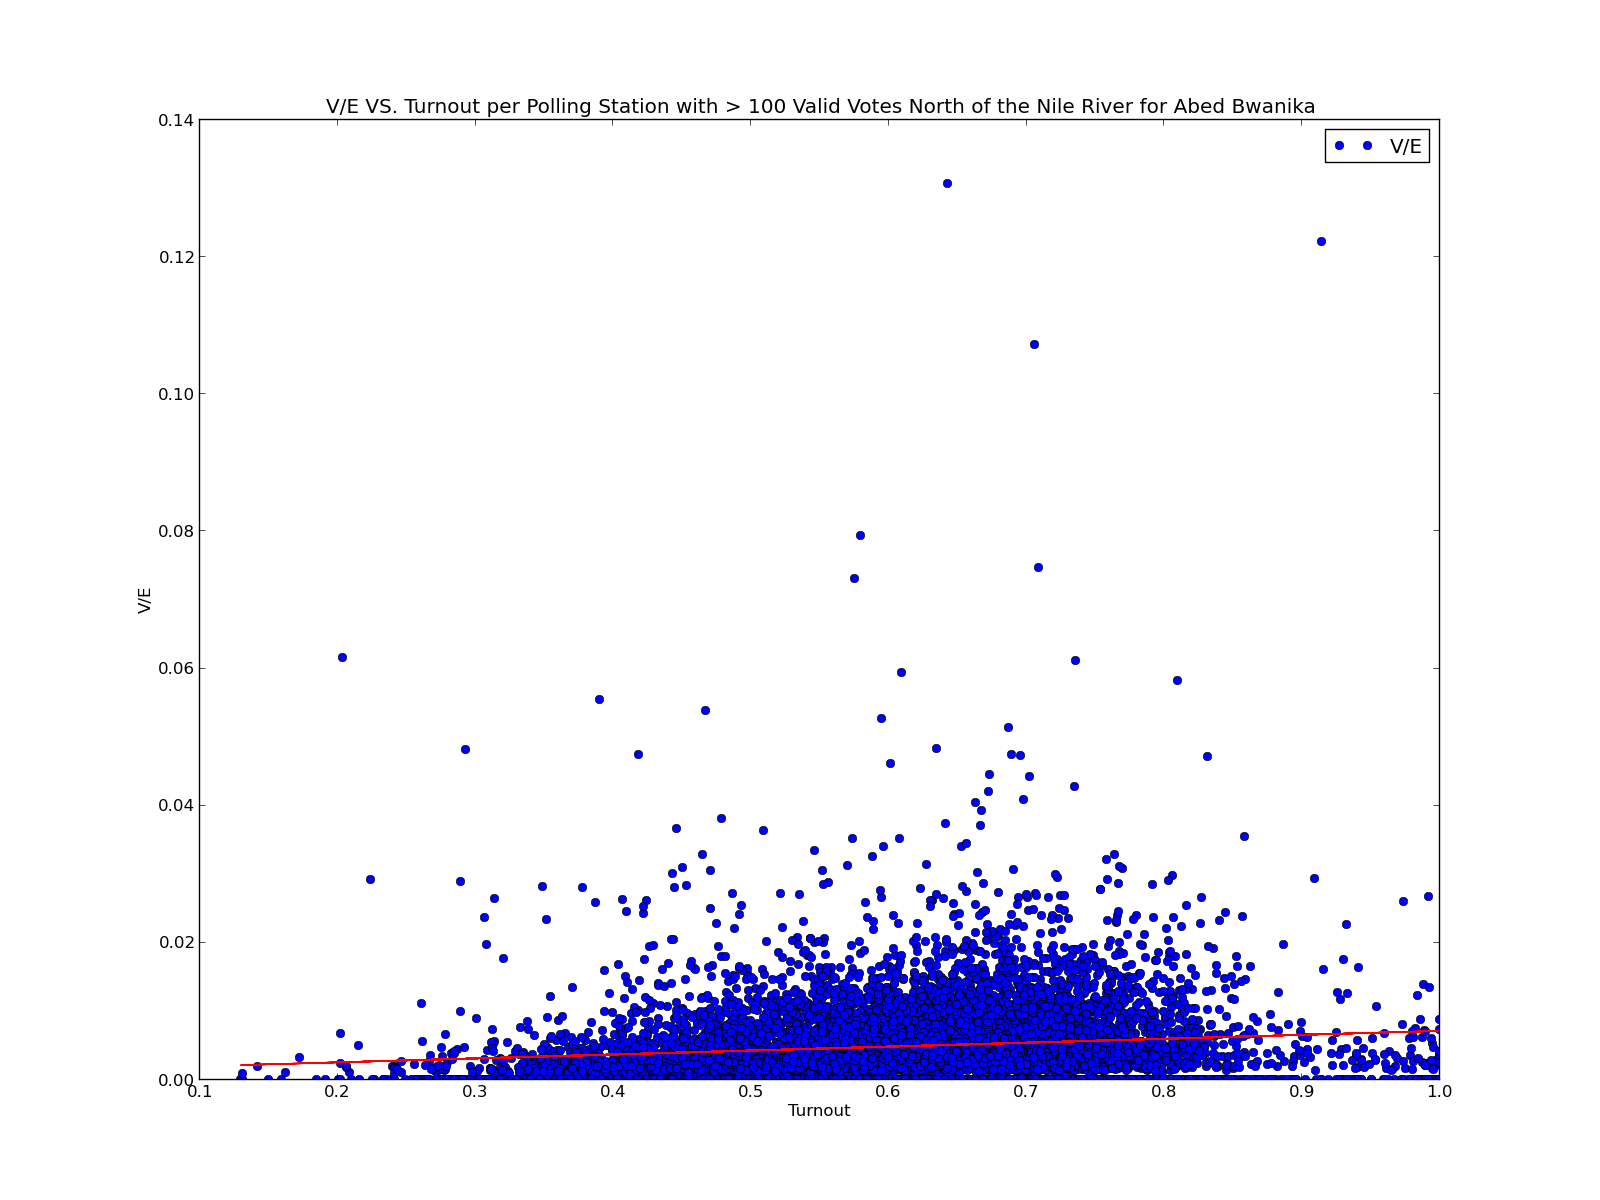 V/E VS. Turnout per Polling Station with > 100 Valid Votes North of the Nile River for Abed Bwanika
0.14
V/E
0.12
0.10
0.08
V/E
0.06
0.04
0.02
0.00
0.1 0.2 0.3 0.4 0.5 0.6 0.7 0.8 0.9 1.0
Turnout